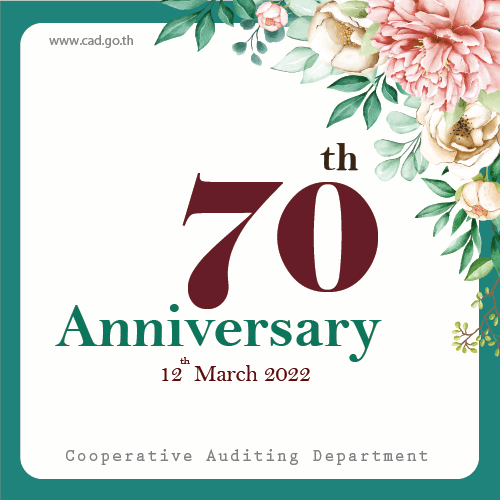 www.cad.go.th
70th
Anniversary
12th March 2022
Cooperative Auditing Department